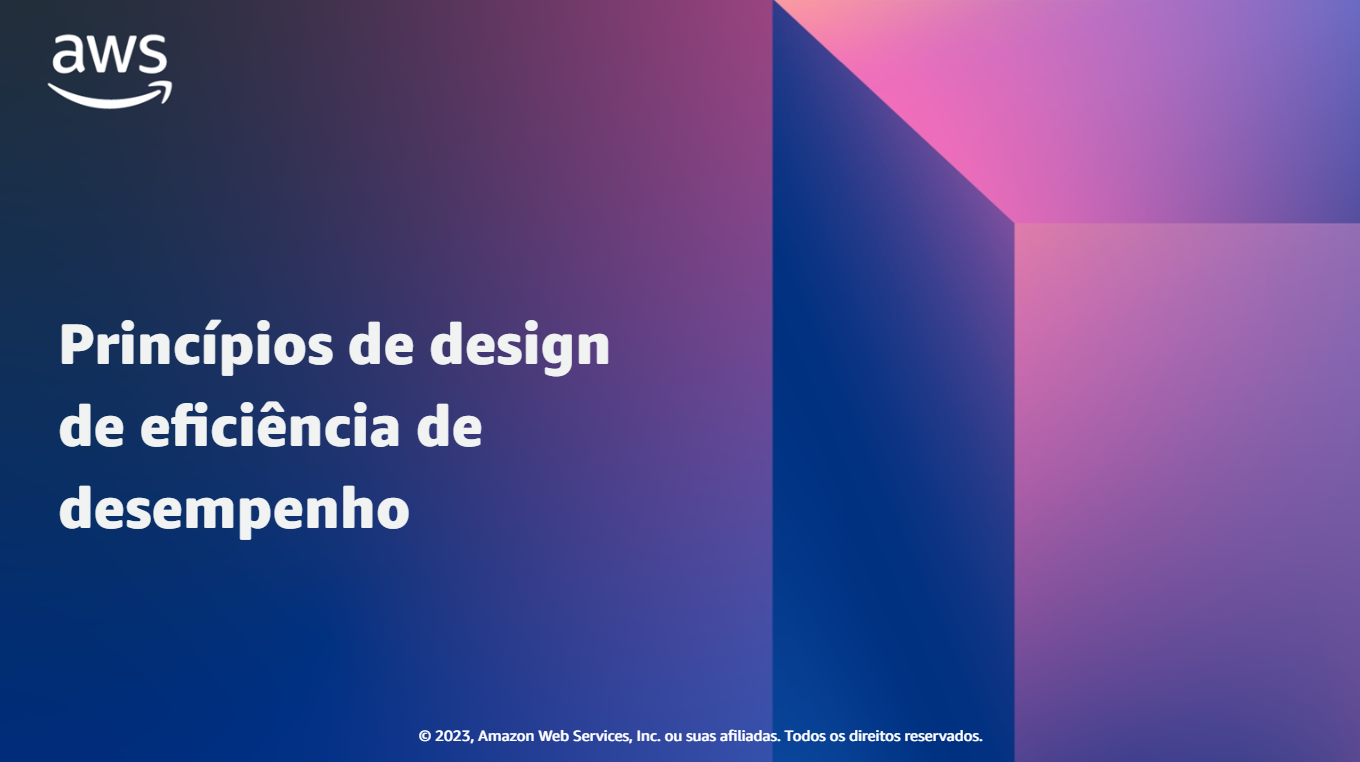 aws
Princípios de design
de eficiência de
desempenho
© 2023, Amazon Web Services, Inc. ou suas afiliadas. Todos os direitos reservados.